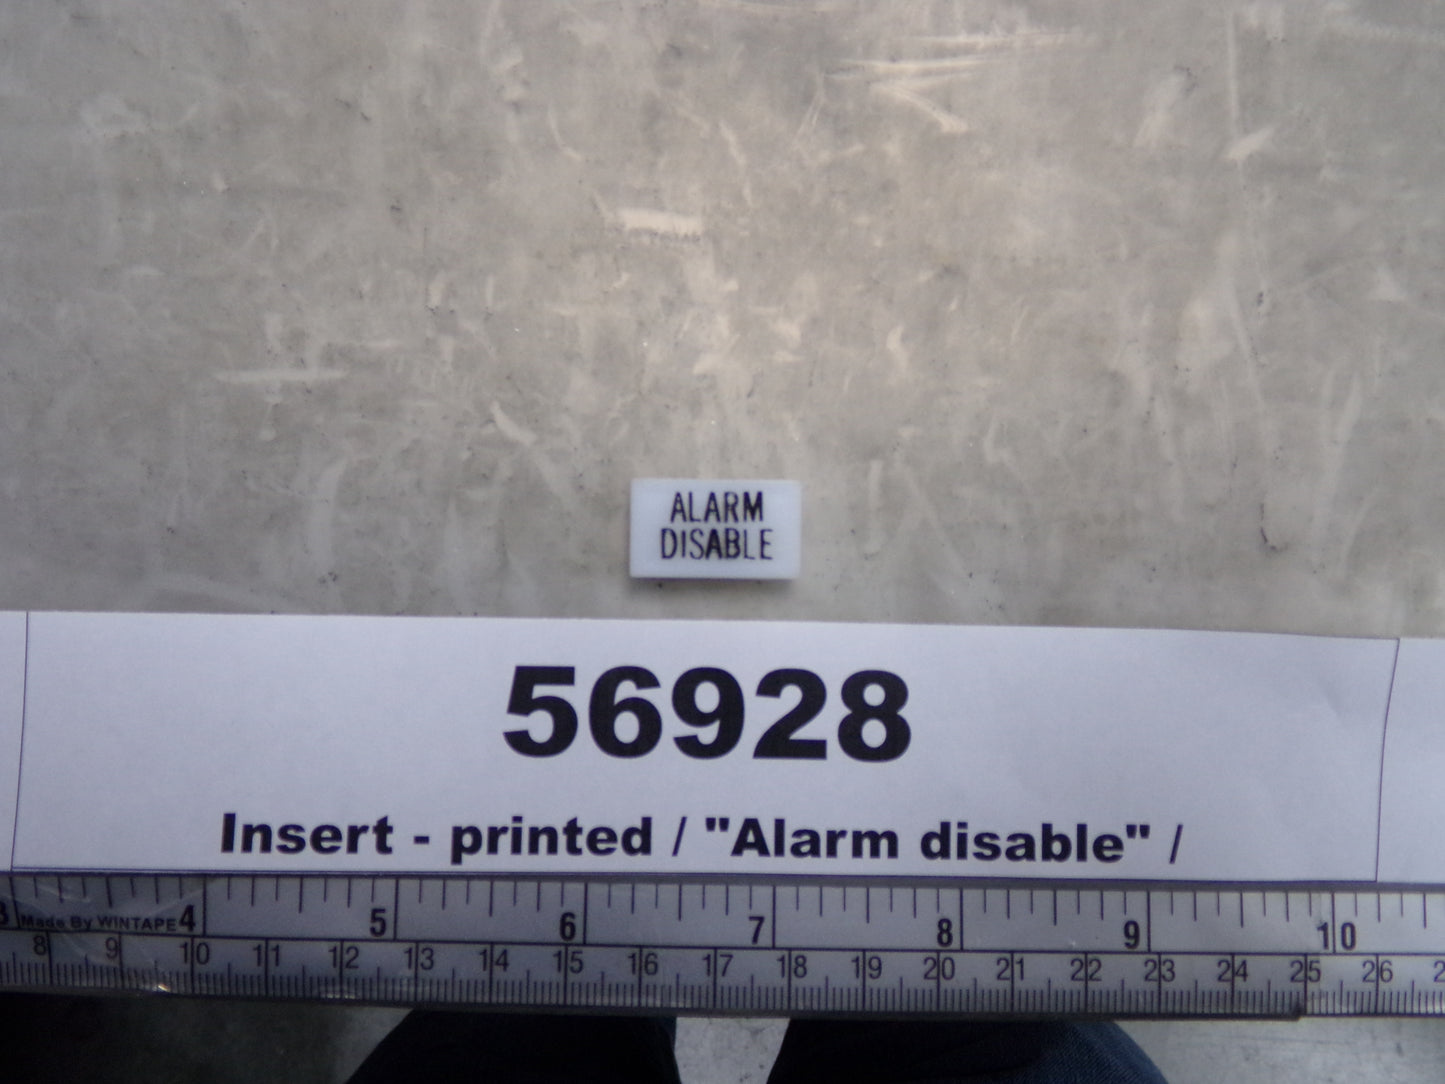 ALARM
DISABLE
56928
Insert - printed / "Alarm disable" /
3 Made By WINTAPE 4 5 6 7 8 9 10
8 9 10 11 12 13 14 15 16 17 18 19 20 21 22 23 24 25 26